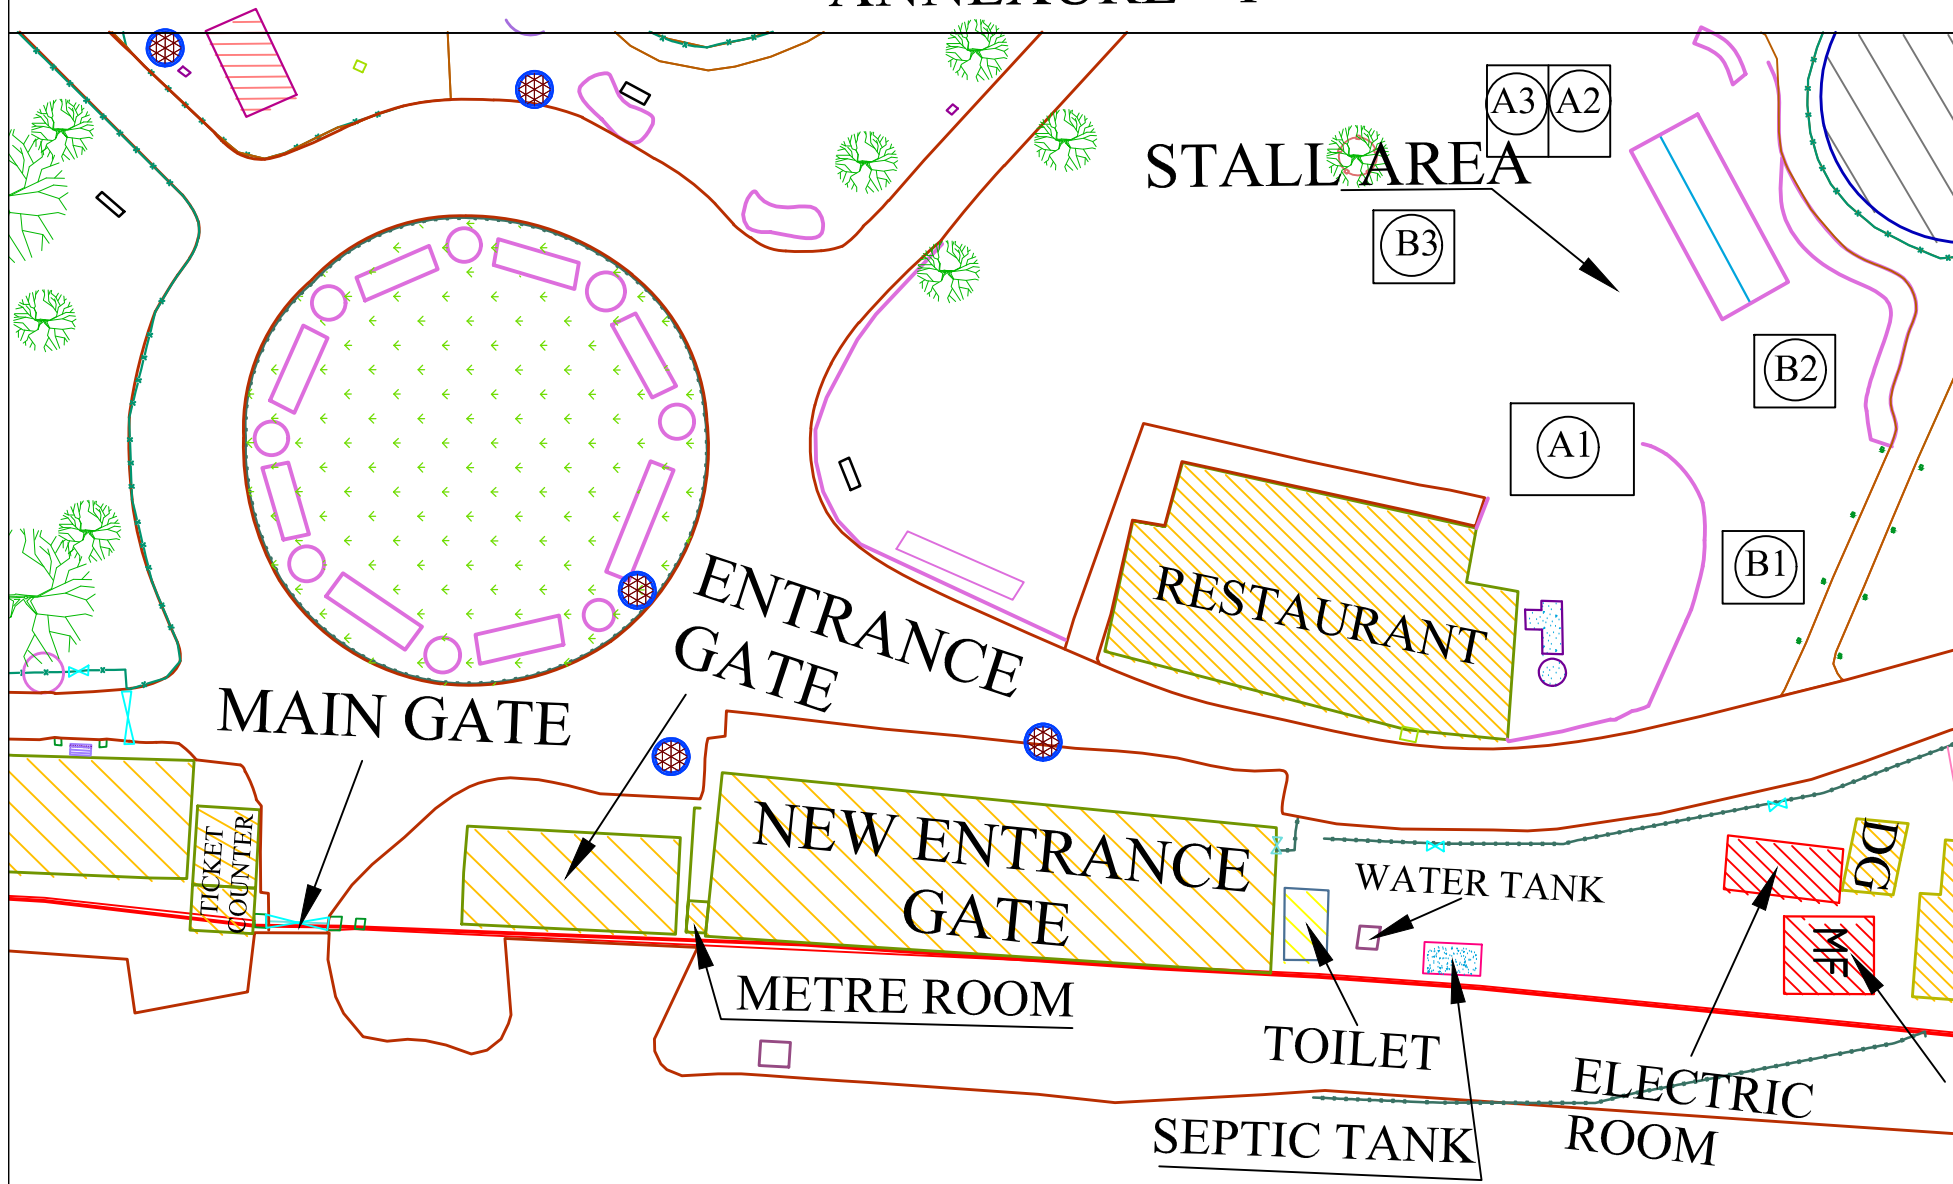 ANNEXURE - I
A3 A2
STALL AREA
B3
B2
A1
B1
RESTAURANT
ENTRANCE
GATE
MAIN GATE
NEW ENTRANCE
GATE
TICKET
COUNTER
WATER TANK
DG
MF
METRE ROOM
TOILET
ELECTRIC
ROOM
SEPTIC TANK